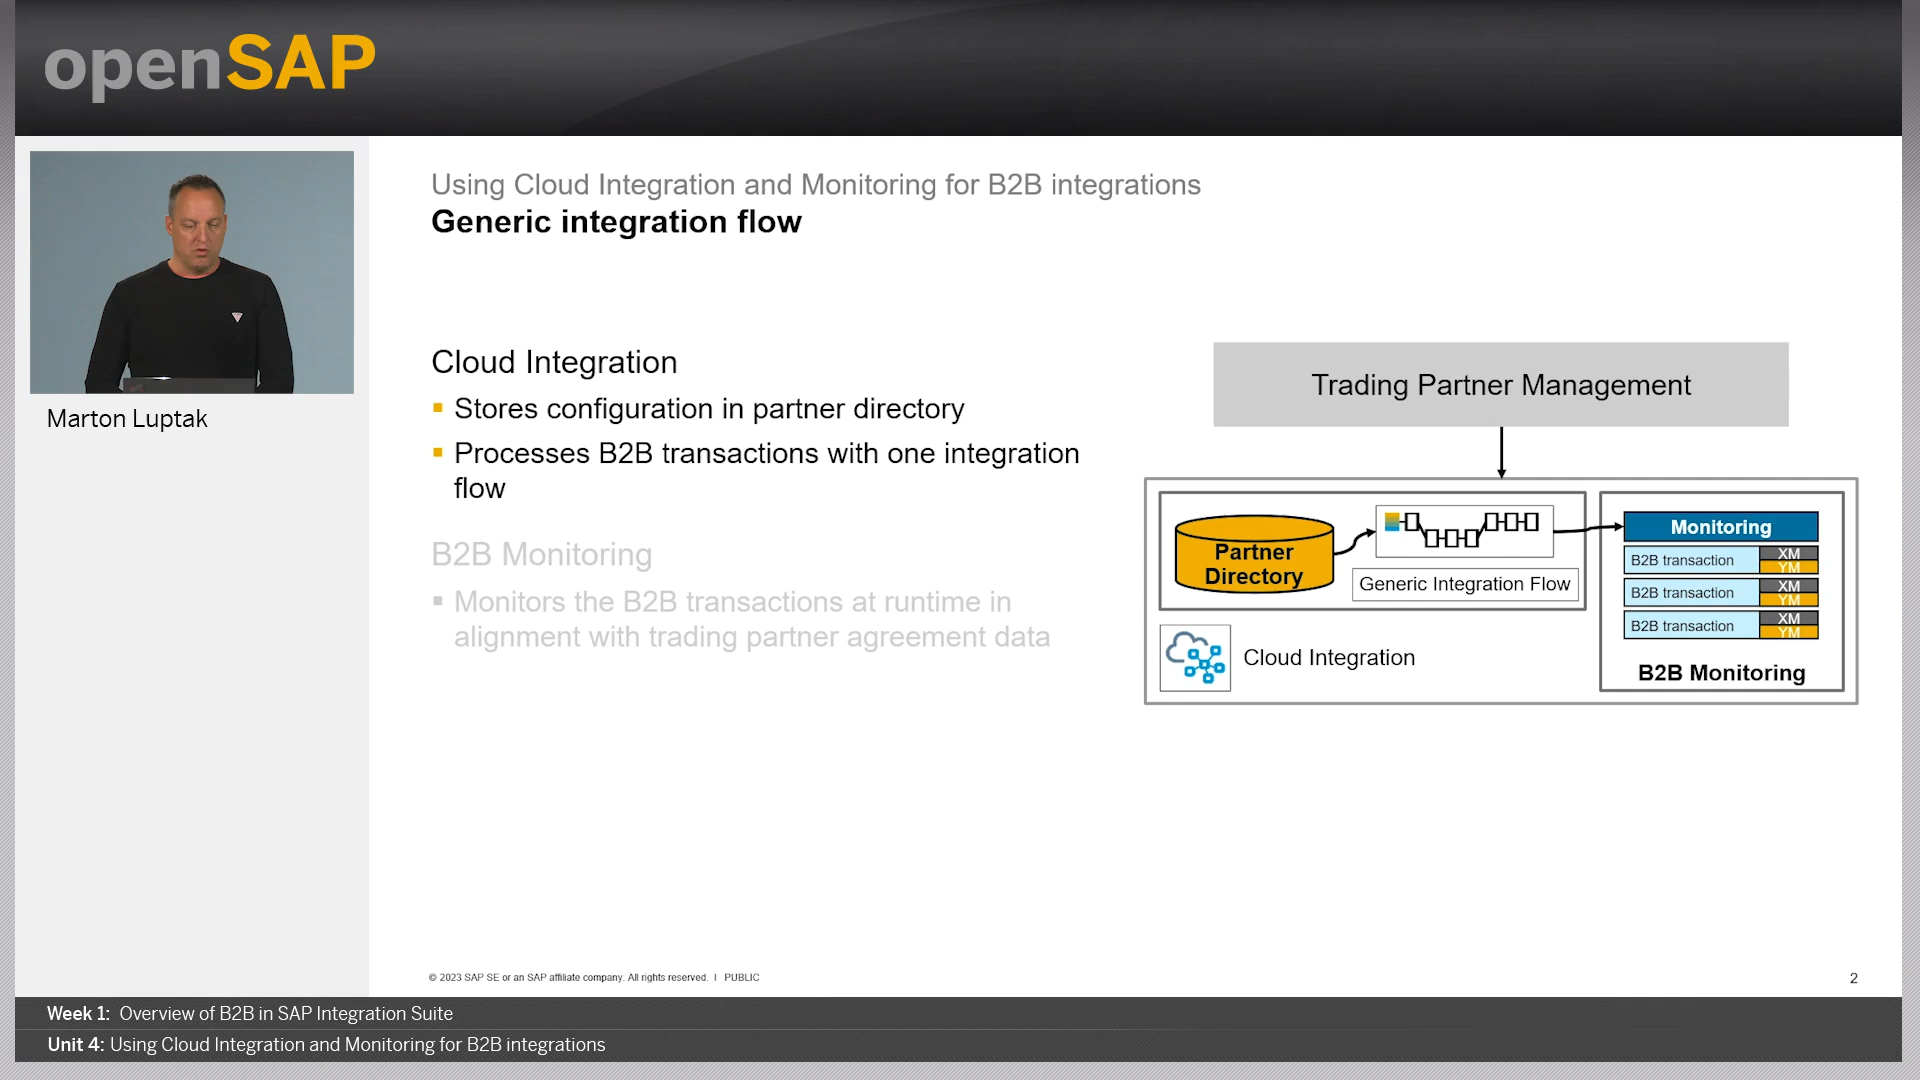 openSAP
Marton Luptak
Using Cloud Integration and Monitoring for B2B integrations
Generic integration flow
Cloud Integration
Stores configuration in partner directory
Processes B2B transactions with one integration
flow
B2B Monitoring
Monitors the B2B transactions at runtime in
alignment with trading partner agreement data
Trading Partner Management
Partner
Directory
Generic Integration Flow
Cloud Integration
Monitoring
B2B transaction XM
YM
B2B transaction XM
YM
B2B transaction XM
YM
B2B Monitoring
© 2023 SAP SE or an SAP affiliate company. All rights reserved. I PUBLIC
2
Week 1: Overview of B2B in SAP Integration Suite
Unit 4: Using Cloud Integration and Monitoring for B2B integrations